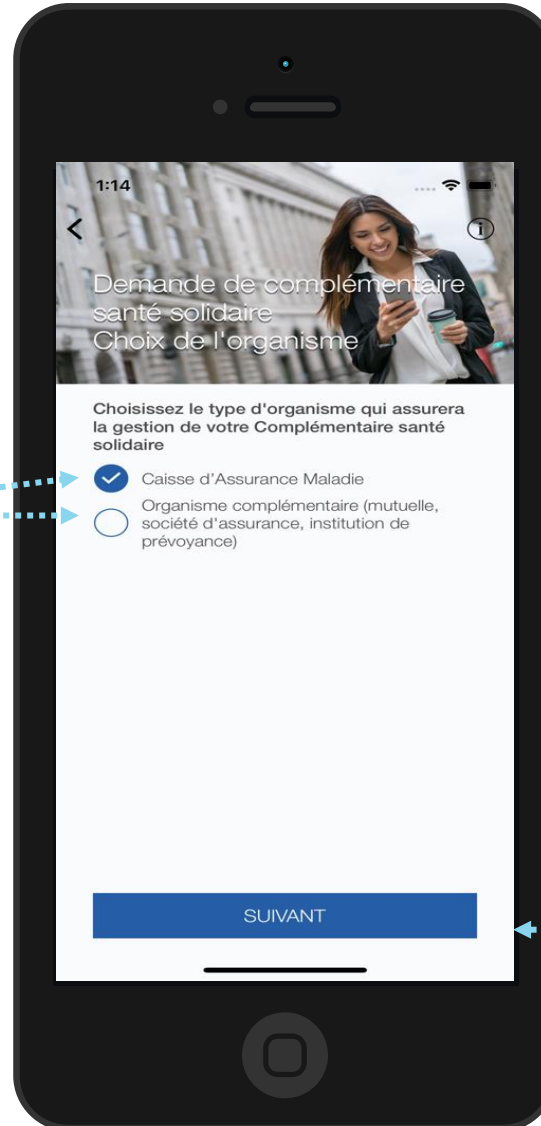 1:14
Demande de complémentaire
santé solidaire
Choix de l'organisme
Choisissez le type d'organisme qui assurera
la gestion de votre Complémentaire santé
solidaire
Caisse d’Assurance Maladie
Organisme complémentaire (mutuelle,
société d'assurance, institution de
prévoyance)
SUIVANT